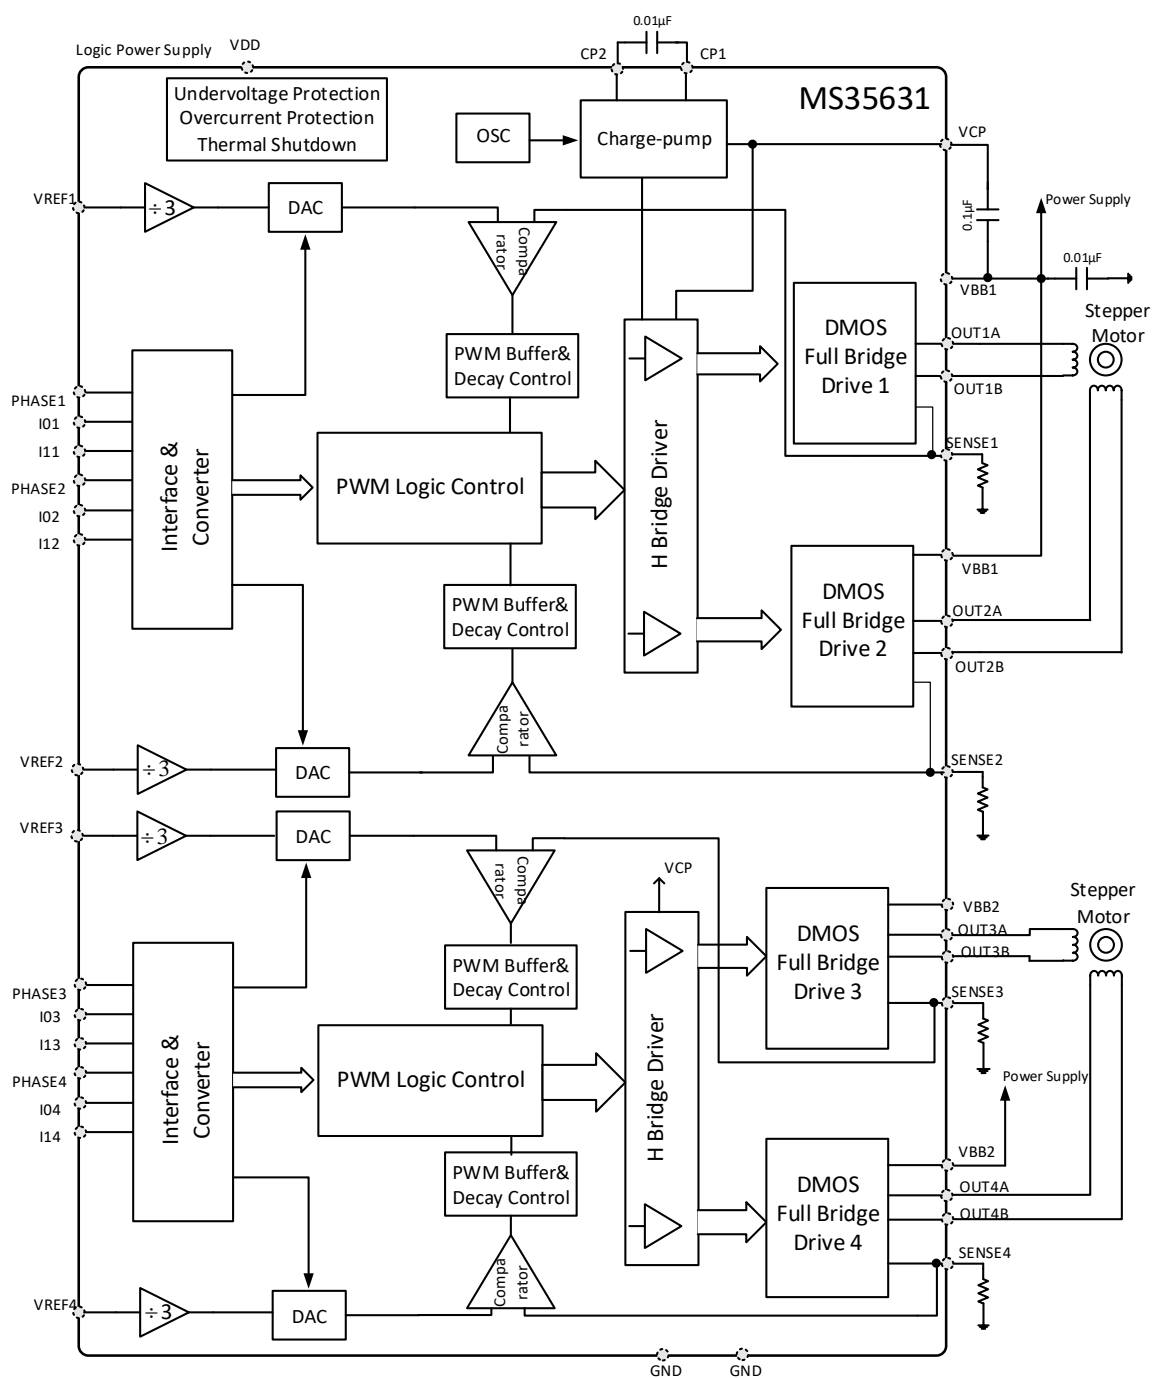 0.01µF
Logic Power Supply
VDD
CP2
CP1
MS35631
Undervoltage Protection
Overcurrent Protection
Thermal Shutdown
OSC
Charge-pump
VCP
VREF1
÷3
DAC
Compa
rator
0.1µF
Power Supply
0.01µF
VBB1
Stepper
Motor
DMOS
Full Bridge
Drive 1
OUT1A
OUT1B
SENSE1
PWM Buffer&
Decay Control
PHASE1
I01
I11
PHASE2
I02
I12
Interface &
Converter
PWM Logic Control
H Bridge Driver
VBB1
DMOS
Full Bridge
Drive 2
OUT2A
OUT2B
PWM Buffer&
Decay Control
Compa
rator
VREF2
÷3
DAC
SENSE2
VREF3
÷3
DAC
Compa
rator
VCP
Stepper
Motor
VBB2
OUT3A
OUT3B
DMOS
Full Bridge
Drive 3
SENSE3
PWM Buffer&
Decay Control
PHASE3
I03
I13
PHASE4
I04
I14
Interface &
Converter
PWM Logic Control
H Bridge Driver
Power Supply
VBB2
DMOS
Full Bridge
Drive 4
OUT4A
OUT4B
SENSE4
PWM Buffer&
Decay Control
Compa
rator
VREF4
÷3
DAC
GND
GND